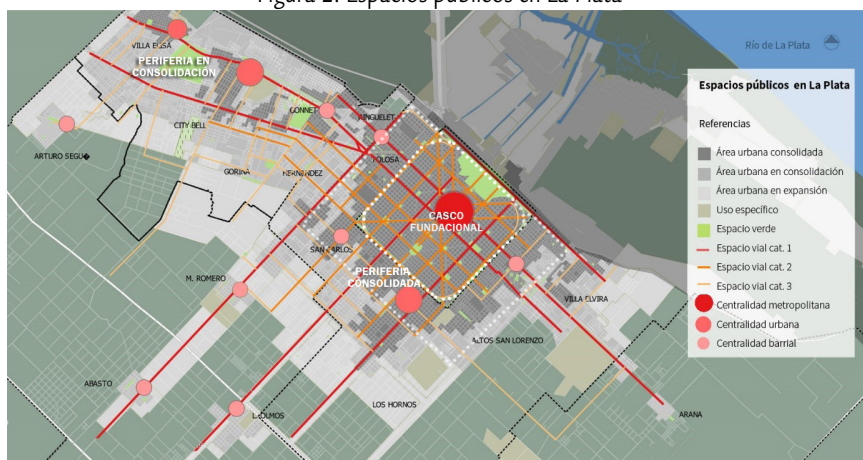 Figura 2. Espacios públicos en La Plata
Río de La Plata
VILLA ELISA
PERIFERIA EN
CONSOLIDACIÓN
GONNET
RINGUELET
CITY BELL
TOLOSA
ARTURO SEGU�
GORINA
HERNÁNDEZ
CASCO
FUNDACIONAL
SAN CARLOS
PERIFERIA
CONSOLIDADA
M. ROMERO
VILLA ELVIRA
ALTOS SAN LORENZO
ABASTO
L. OLMOS
LOS HORNOS
ARANA
Espacios públicos en La Plata
Referencias
Área urbana consolidada
Área urbana en consolidación
Área urbana en expansión
Uso específico
Espacio verde
Espacio vial cat. 1
Espacio vial cat. 2
Espacio vial cat. 3
Centralidad metropolitana
Centralidad urbana
Centralidad barrial